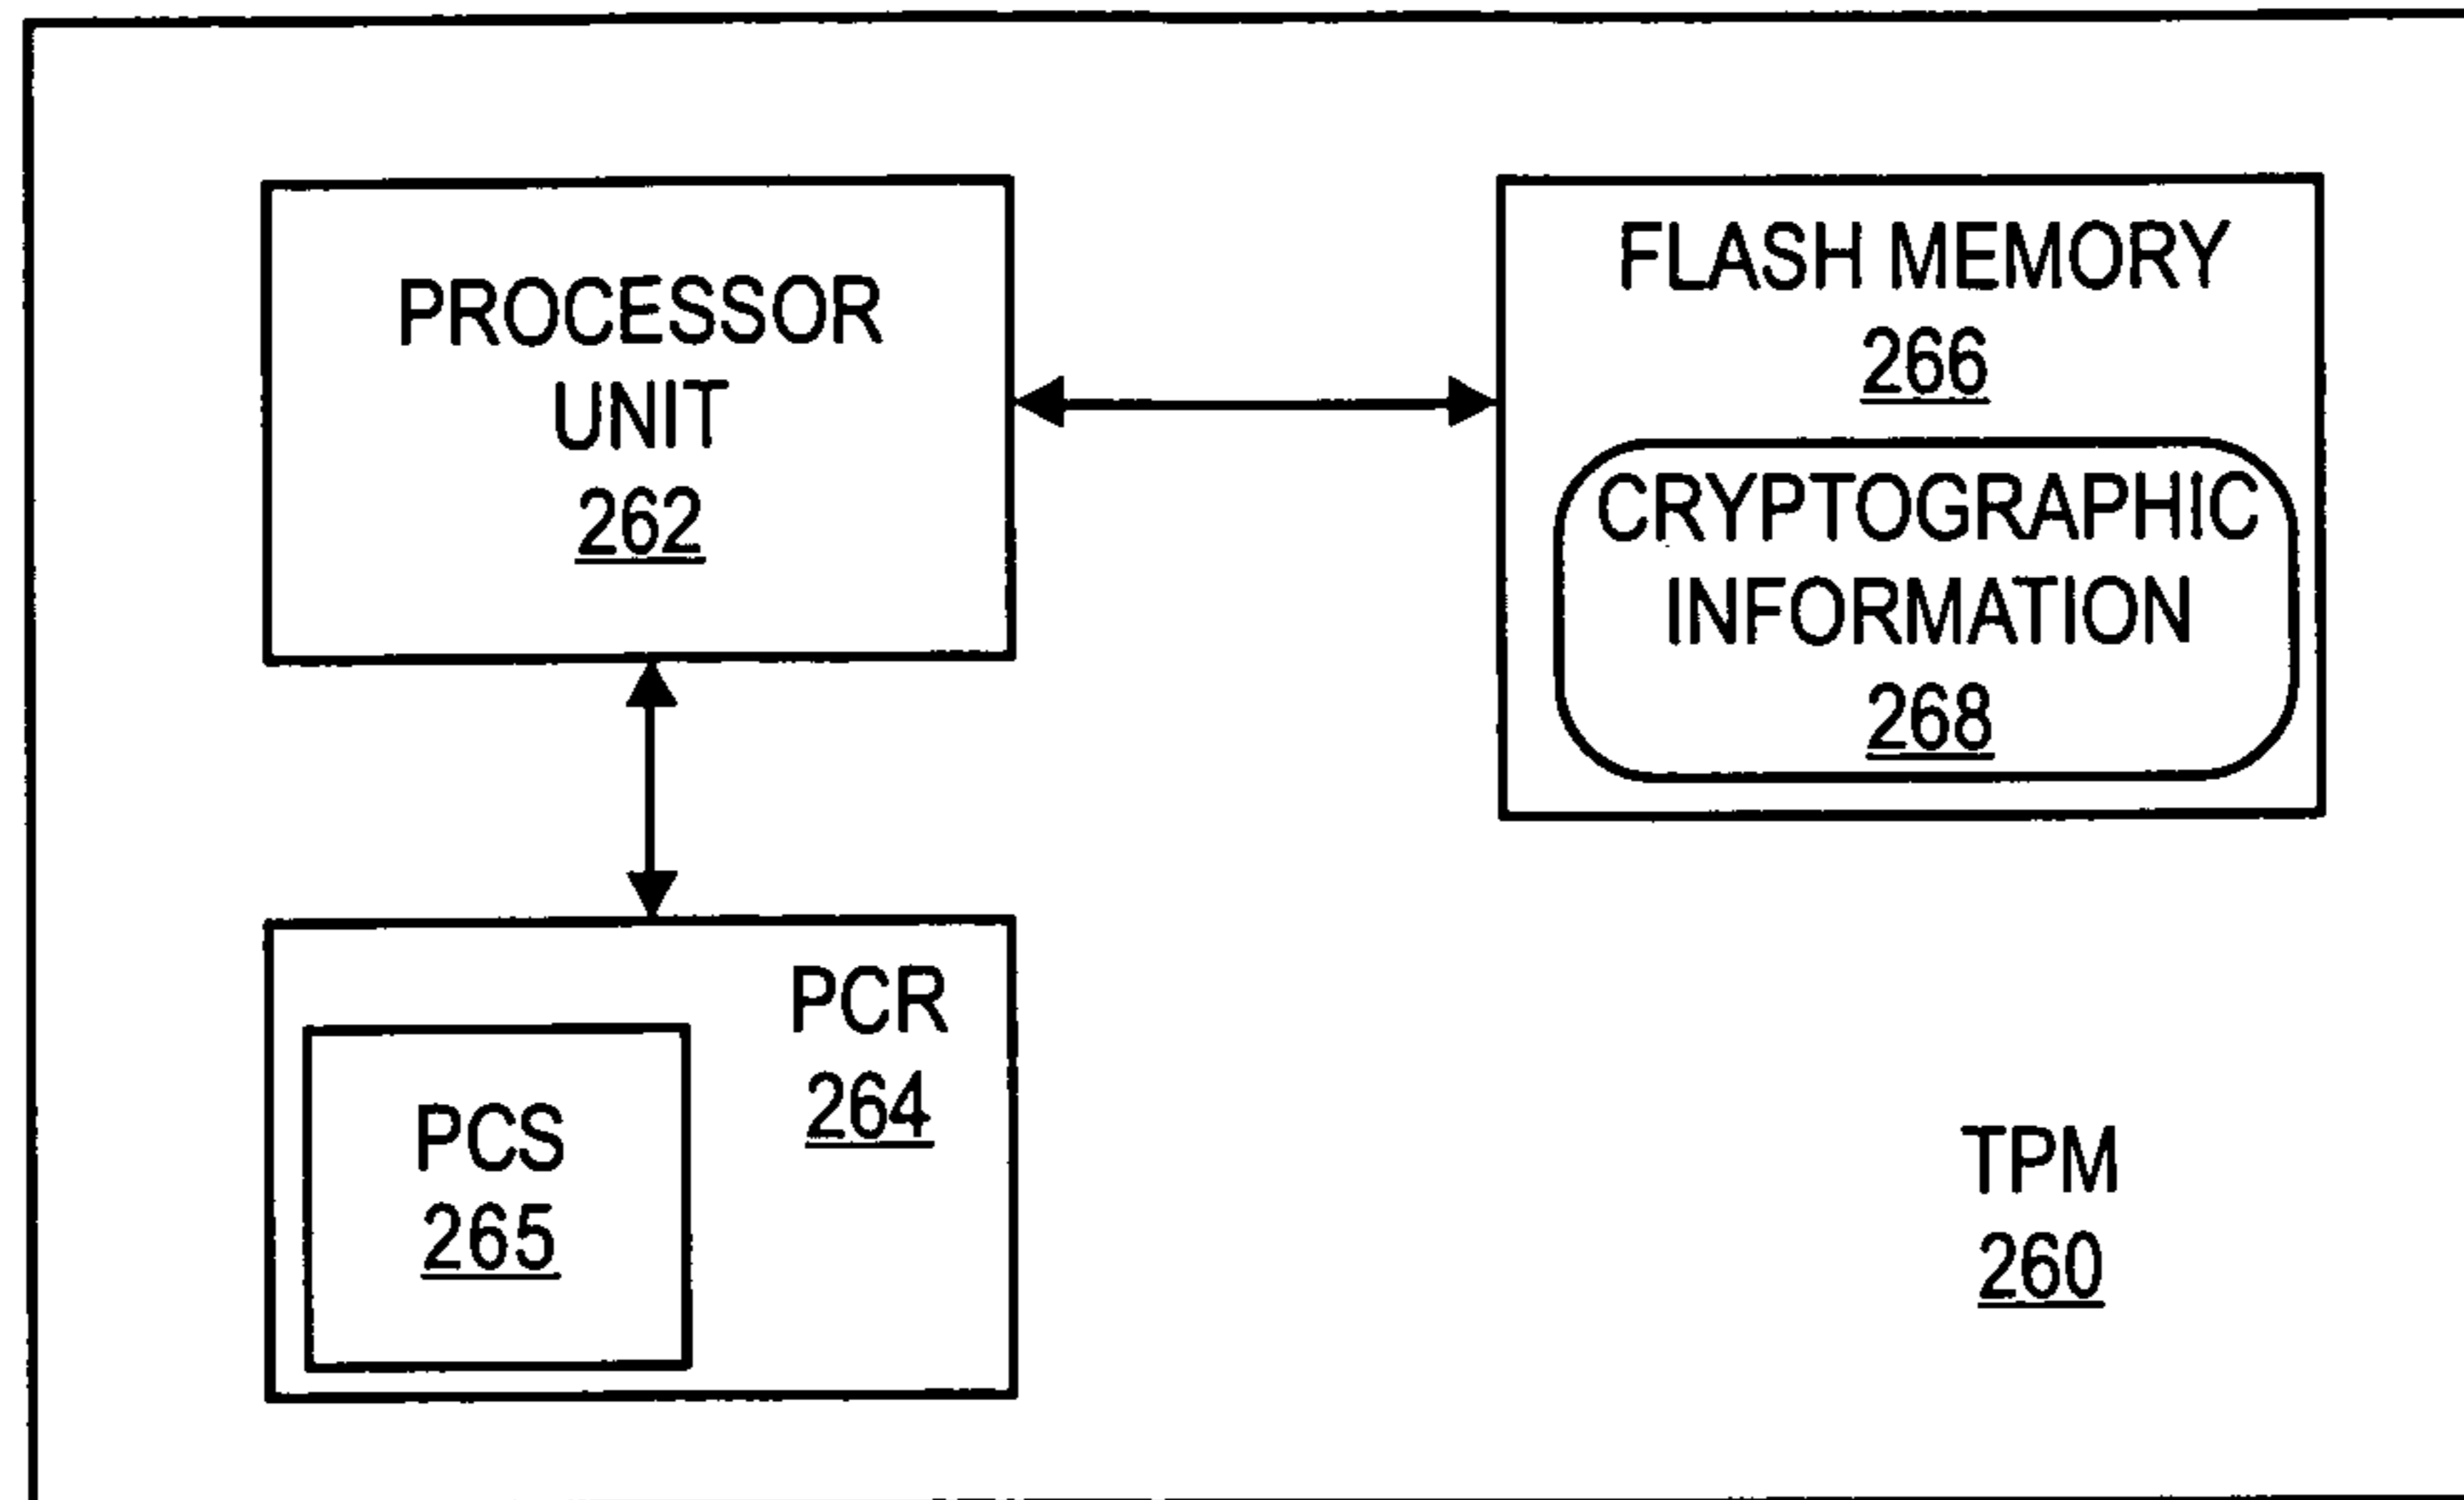 PROCESSOR
UNIT
262
FLASH MEMORY
266
CRYPTOGRAPHIC
INFORMATION
268
PCR
264
PCS
265
TPM
260